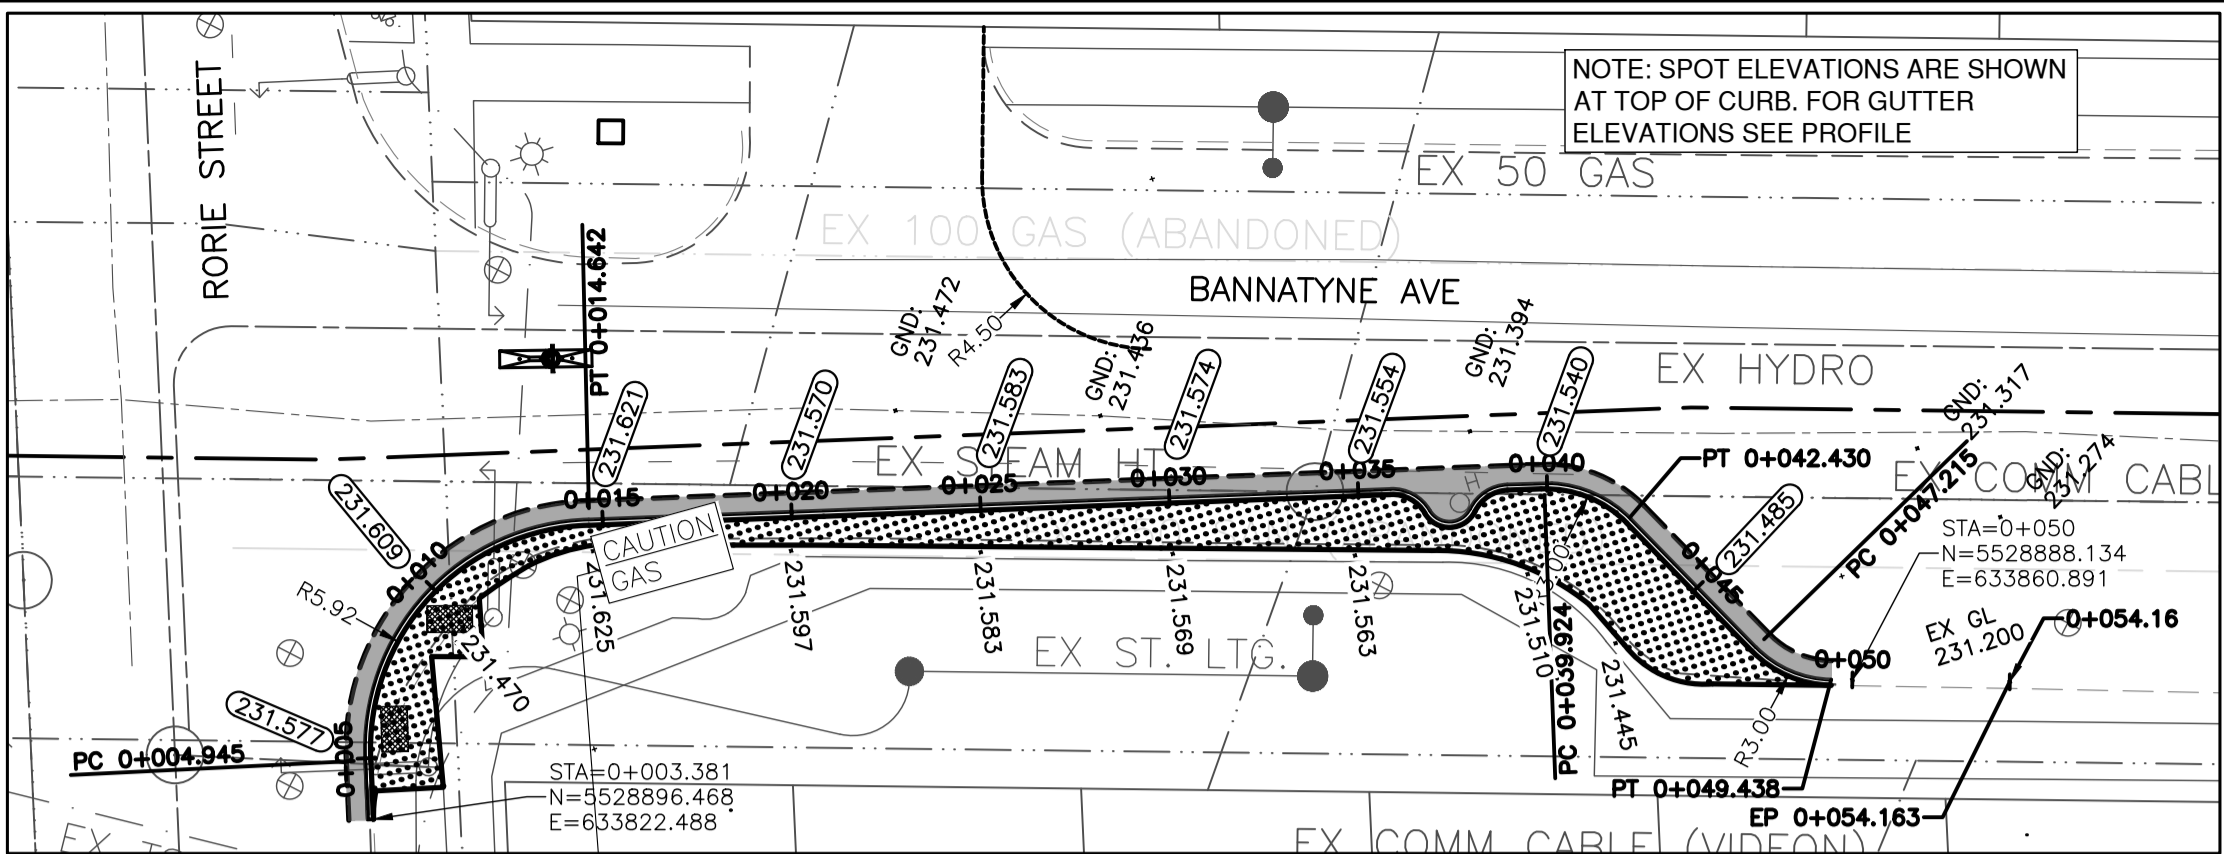 NOTE: SPOT ELEVATIONS ARE SHOWN
AT TOP OF CURB. FOR GUTTER
ELEVATIONS SEE PROFILE
RORIE STREET
EX 50 GAS
EX 100 GAS (ABANDONED)
BANNATYNE AVE
PT 0+014.642
GND:
231.472
R4.50
GND:
231.436
GND:
231.394
EX HYDRO
GND:
231.317
GND:
231.274
231.621
231.570
231.583
231.574
231.554
231.540
EX STEAM HT
PT 0+042.430
EX COMM CABL
PC 0+047.215
231.609
0+010
0+015
0+020
0+025
0+030
0+035
0+040
H
231.485
0+045
CAUTION
GAS
STA=0+050
N=5528888.134
E=633860.891
R5.92
231.625
231.597
231.583
231.569
231.563
231.510
231.445
EX GL
231.200
0+054.16
0+050
EX ST. LTG.
231.470
231.577
0+005
PC 0+004.945
PC 0+039.924
R3.00
STA=0+003.381
N=5528896.468
E=633822.488
PT 0+049.438
EP 0+054.163
EX COMM CABLE (VIDEON)